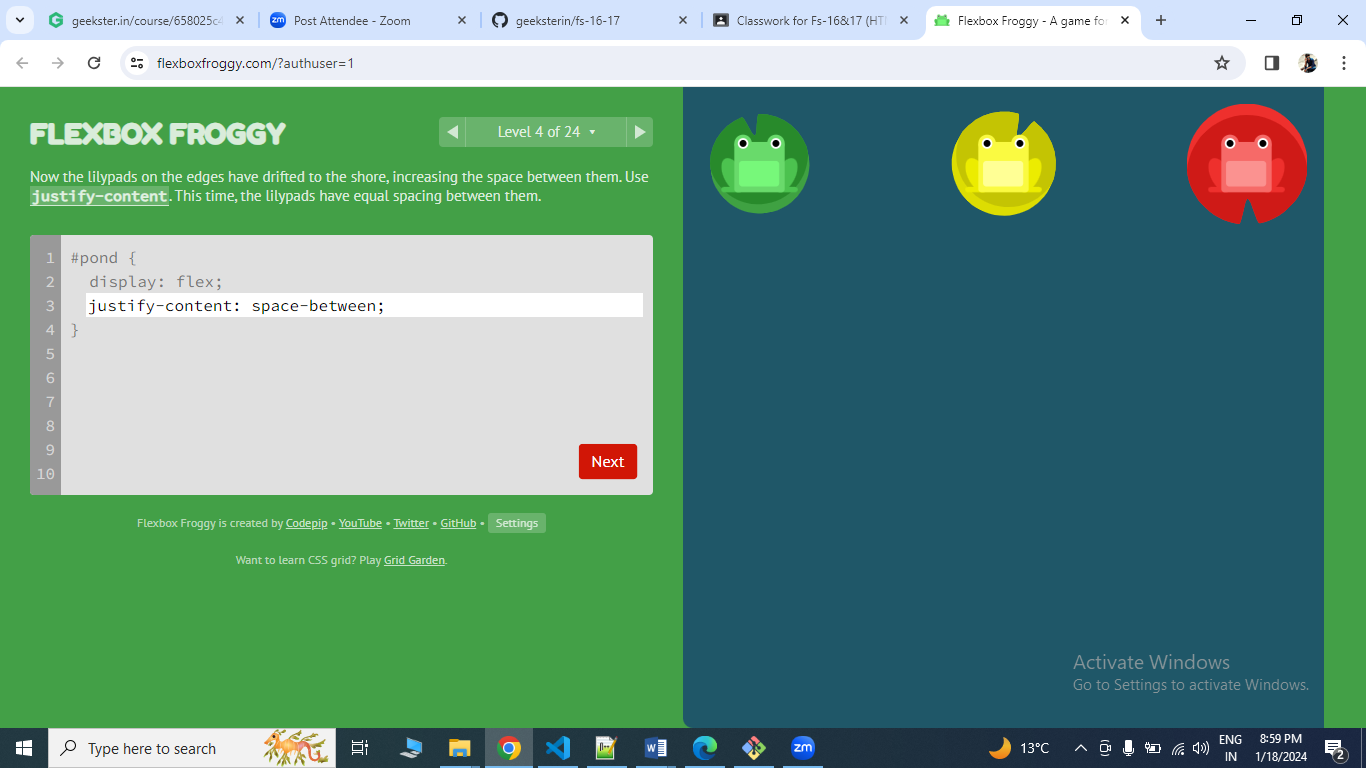 geekster.in/course/658025c4
Post Attendee - Zoom
geeksterin/fs-16-17
Classwork for Fs-16&17 (HT
Flexbox Froggy - A game for
flexboxfroggy.com/?authuser=1
FLEXBOX FROGGY
Level 4 of 24
Now the lilypads on the edges have drifted to the shore, increasing the space between them. Use
justify-content. This time, the lilypads have equal spacing between them.
1 #pond {
2 display: flex;
3 justify-content: space-between;
4 }
5
6
7
8
9
10
Next
Flexbox Froggy is created by Codepip • YouTube • Twitter • GitHub • Settings
Want to learn CSS grid? Play Grid Garden.
Activate Windows
Go to Settings to activate Windows.
Type here to search
zm
13°C
ENG
IN
8:59 PM
1/18/2024
2